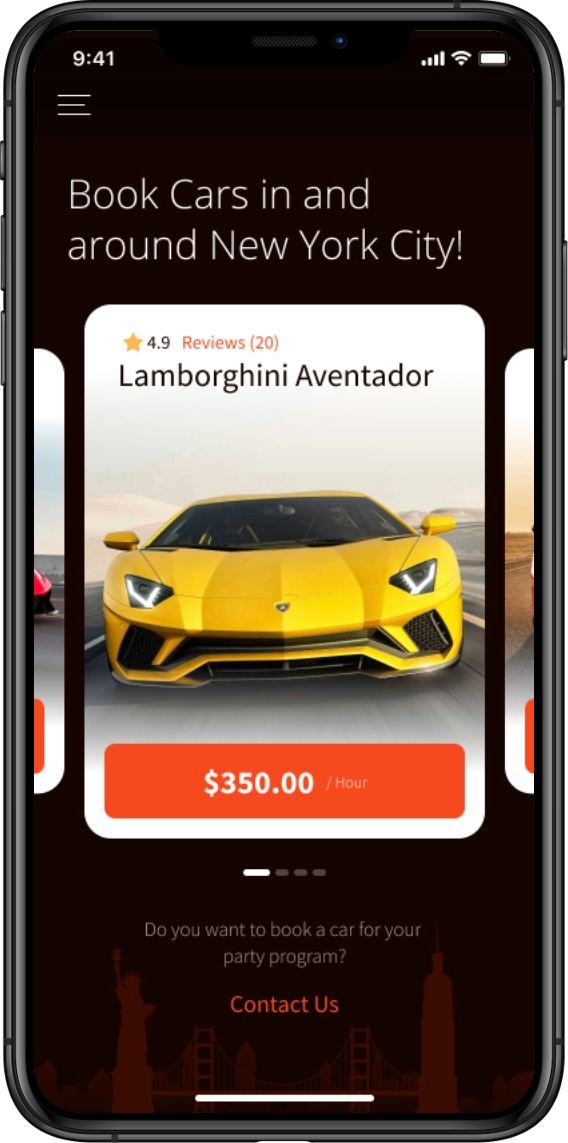 9:41
Book Cars in and
around New York City!
4.9 Reviews (20)
Lamborghini Aventador
$350.00 / Hour
Do you want to book a car for your
party program?
Contact Us